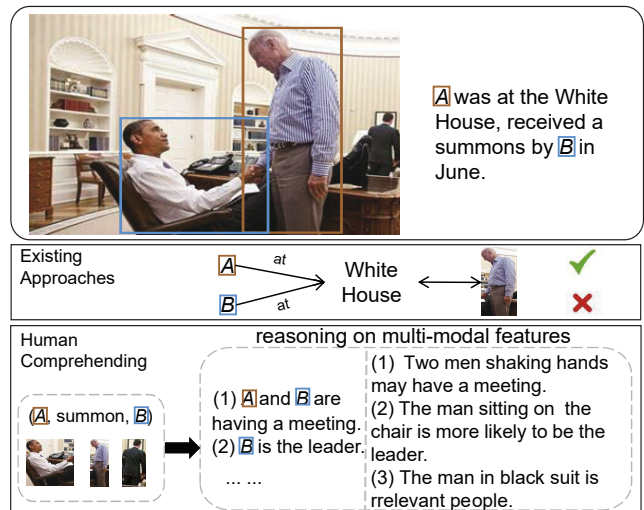 A was at the White
House, received a
summons by B in
June.
Existing
Approaches
A
at
B
at
White
House
Human
Comprehending
reasoning on multi-modal features
(A, summon, B)
(1) A and B are
having a meeting.
(2) B is the leader.
... ...
(1) Two men shaking hands
may have a meeting.
(2) The man sitting on the
chair is more likely to be the
leader.
(3) The man in black suit is
rrelevant people.